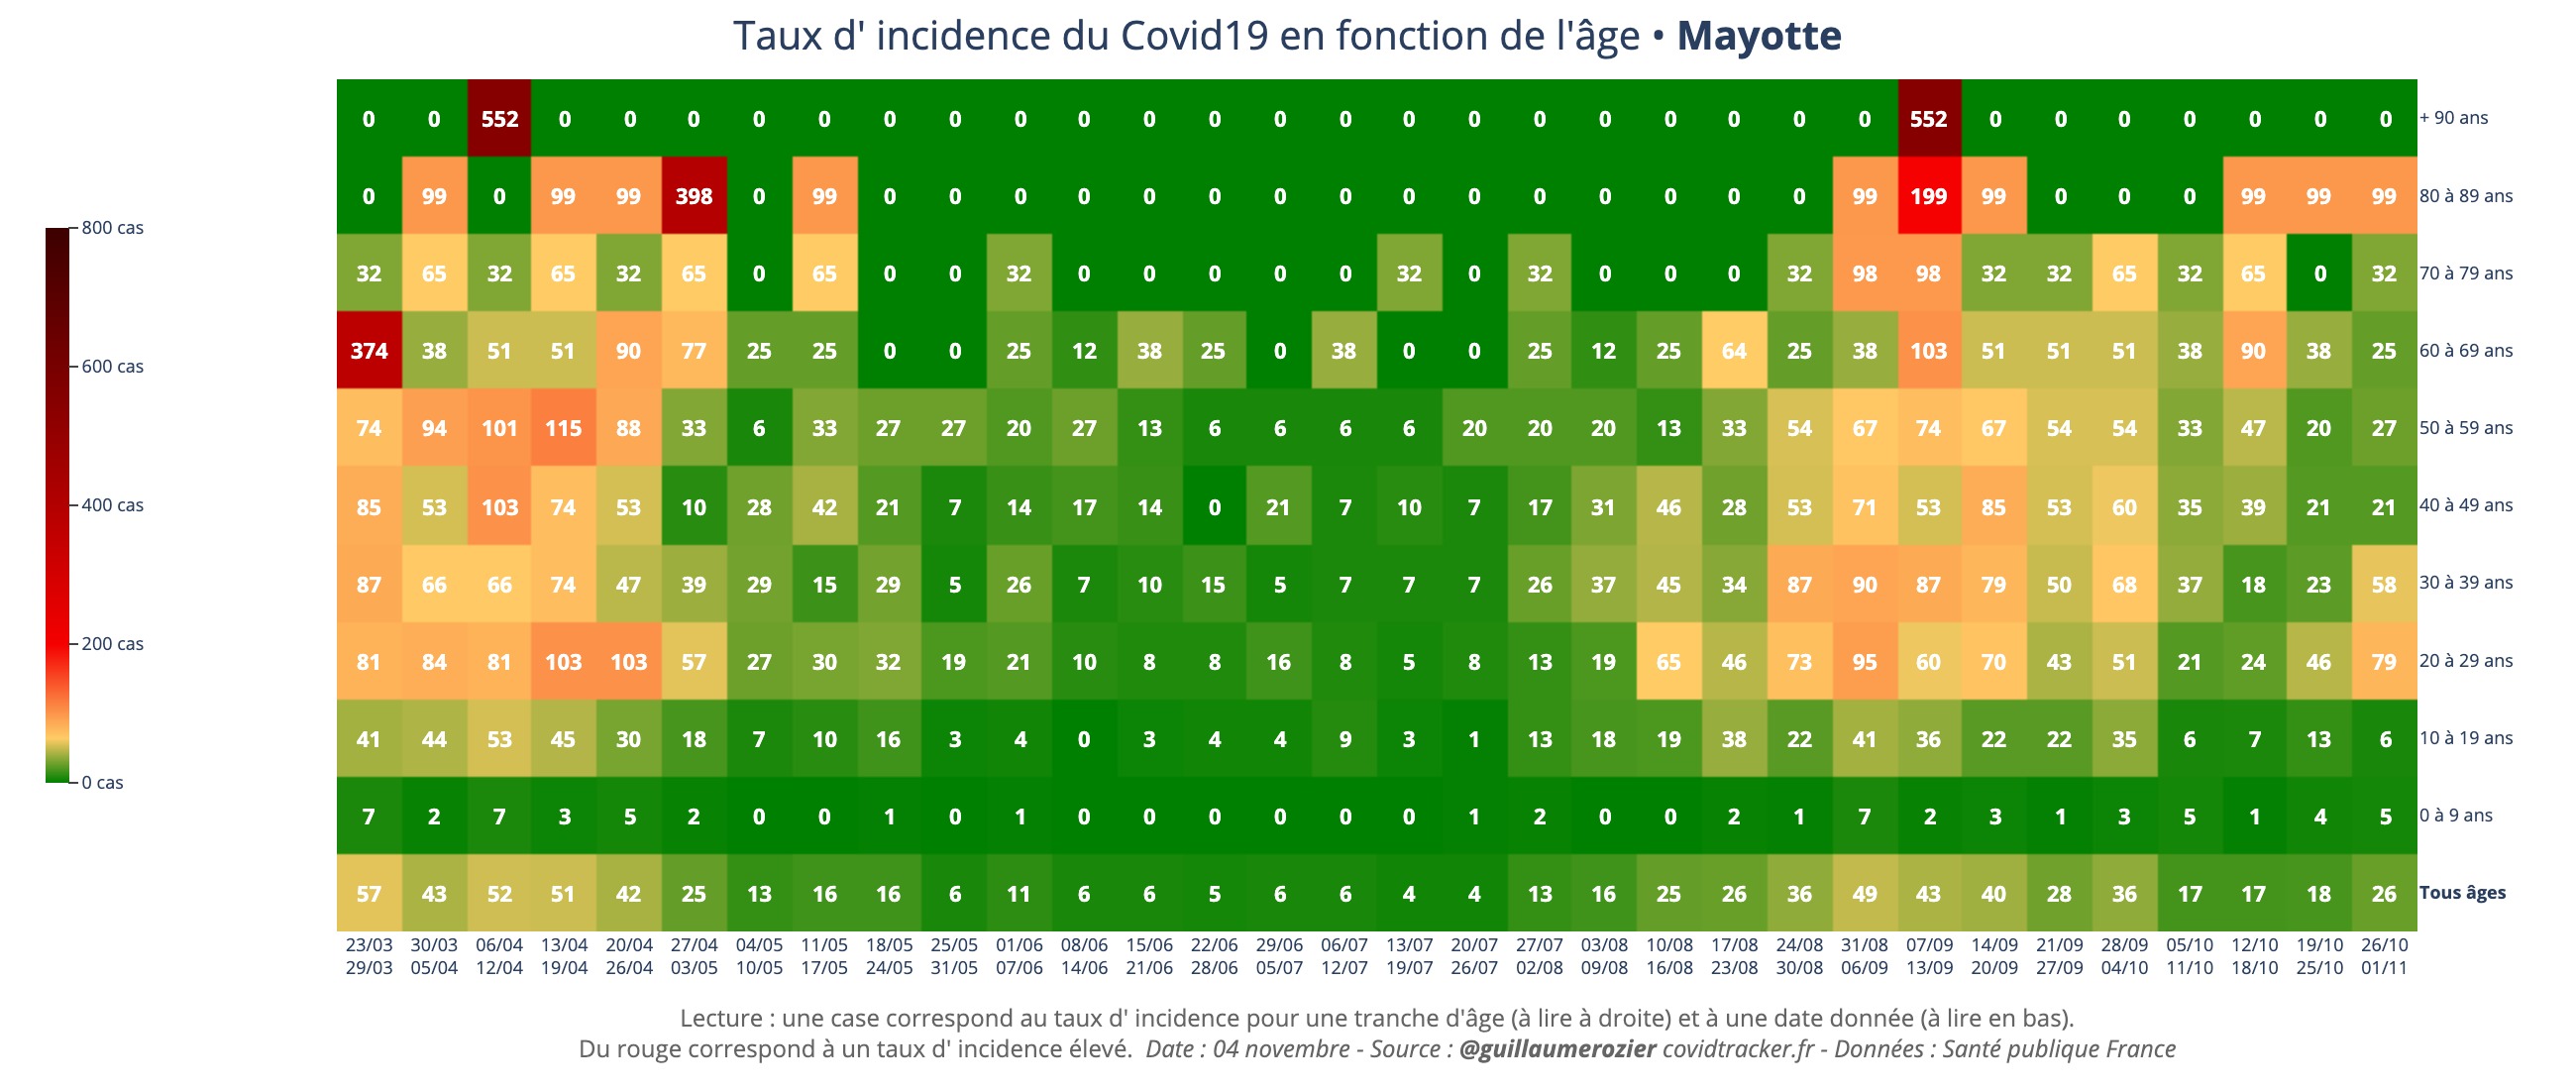 Taux d' incidence du Covid19 en fonction de l'âge • Mayotte
800 cas
600 cas
400 cas
200 cas
0 cas
0 0 552 0 0 0 0 0 0 0 0 0 0 0 0 0 0 0 0 0 0 0 0 0 552 0 0 0 0 0 0 0 + 90 ans
0 99 0 99 99 398 0 99 0 0 0 0 0 0 0 0 0 0 0 0 0 0 0 99 199 99 0 0 0 99 99 99 80 à 89 ans
32 65 32 65 32 65 0 65 0 0 32 0 0 0 0 0 32 0 32 0 0 0 32 98 98 32 32 65 32 65 0 32 70 à 79 ans
374 38 51 51 90 77 25 25 0 0 25 12 38 25 0 38 0 0 25 12 25 64 25 38 103 51 51 51 38 90 38 25 60 à 69 ans
74 94 101 115 88 33 6 33 27 27 20 27 13 6 6 6 6 20 20 20 13 33 54 67 74 67 54 54 33 47 20 27 50 à 59 ans
85 53 103 74 53 10 28 42 21 7 14 17 14 0 21 7 10 7 17 31 46 28 53 71 53 85 53 60 35 39 21 21 40 à 49 ans
87 66 66 74 47 39 29 15 29 5 26 7 10 15 5 7 7 7 26 37 45 34 87 90 87 79 50 68 37 18 23 58 30 à 39 ans
81 84 81 103 103 57 27 30 32 19 21 10 8 8 16 8 5 8 13 19 65 46 73 95 60 70 43 51 21 24 46 79 20 à 29 ans
41 44 53 45 30 18 7 10 16 3 4 0 3 4 4 9 3 1 13 18 19 38 22 41 36 22 22 35 6 7 13 6 10 à 19 ans
7 2 7 3 5 2 0 0 1 0 1 0 0 0 0 0 0 1 2 0 0 2 1 7 2 3 1 3 5 1 4 5 0 à 9 ans
57 43 52 51 42 25 13 16 16 6 11 6 6 5 6 6 4 4 13 16 25 26 36 49 43 40 28 36 17 17 18 26 Tous âges
23/03 30/03 06/04 13/04 20/04 27/04 04/05 11/05 18/05 25/05 01/06 08/06 15/06 22/06 29/06 06/07 13/07 20/07 27/07 03/08 10/08 17/08 24/08 31/08 07/09 14/09 21/09 28/09 05/10 12/10 19/10 26/10
29/03 05/04 12/04 19/04 26/04 03/05 10/05 17/05 24/05 31/05 07/06 14/06 21/06 28/06 05/07 12/07 19/07 26/07 02/08 09/08 16/08 23/08 30/08 06/09 13/09 20/09 27/09 04/10 11/10 18/10 25/10 01/11
Lecture : une case correspond au taux d' incidence pour une tranche d'âge (à lire à droite) et à une date donnée (à lire en bas).
Du rouge correspond à un taux d' incidence élevé. Date : 04 novembre - Source : @guillaumerozier covidtracker.fr - Données : Santé publique France